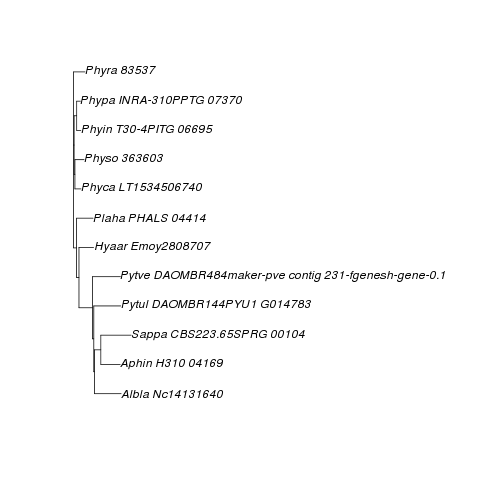 Phyra 83537
Phypa INRA-310PPTG 07370
Phyin T30-4PITG 06695
Physo 363603
Phyca LT1534506740
Plaha PHALS 04414
Hyaar Emoy2808707
Pytve DAOMBR484maker-pve contig 231-fgenesh-gene-0.1
Pytul DAOMBR144PYU1 G014783
Sappa CBS223.65SPRG 00104
Aphin H310 04169
Albla Nc14131640